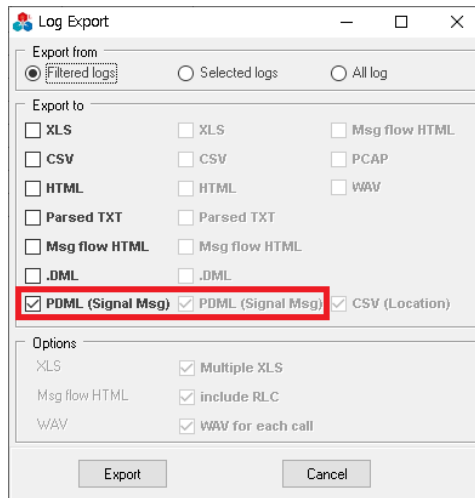 Log Export
Export from
Filtered logs Selected logs All log
Export to
XLS XLS Msg flow HTML
CSV CSV PCAP
HTML HTML WAV
Parsed TXT Parsed TXT
Msg flow HTML Msg flow HTML
.DML .DML
PDML (Signal Msg) PDML (Signal Msg) CSV (Location)
Options
XLS Multiple XLS
Msg flow HTML include RLC
WAV WAV for each call
Export Cancel